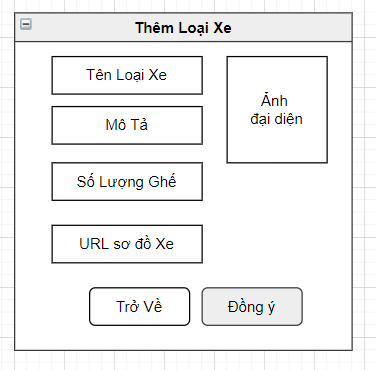 Thêm Loại Xe
Tên Loại Xe
Mô Tả
Số Lượng Ghế
URL sơ đồ Xe
Ảnh
đại diện
Trở Về
Đồng ý